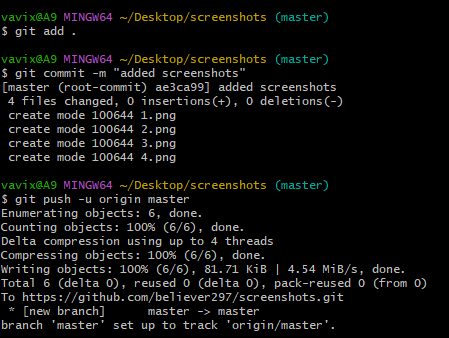 vavix@A9 MINGW64 ~/Desktop/screenshots (master)
$ git add .
vavix@A9 MINGW64 ~/Desktop/screenshots (master)
$ git commit -m "added screenshots"
[master (root-commit) ae3ca99] added screenshots
 4 files changed, 0 insertions(+), 0 deletions(-)
 create mode 100644 1.png
 create mode 100644 2.png
 create mode 100644 3.png
 create mode 100644 4.png
vavix@A9 MINGW64 ~/Desktop/screenshots (master)
$ git push -u origin master
Enumerating objects: 6, done.
Counting objects: 100% (6/6), done.
Delta compression using up to 4 threads
Compressing objects: 100% (6/6), done.
Writing objects: 100% (6/6), 81.71 KiB | 4.54 MiB/s, done.
Total 6 (delta 0), reused 0 (delta 0), pack-reused 0 (from 0)
To https://github.com/believer297/screenshots.git
 * [new branch]      master -> master
branch 'master' set up to track 'origin/master'.